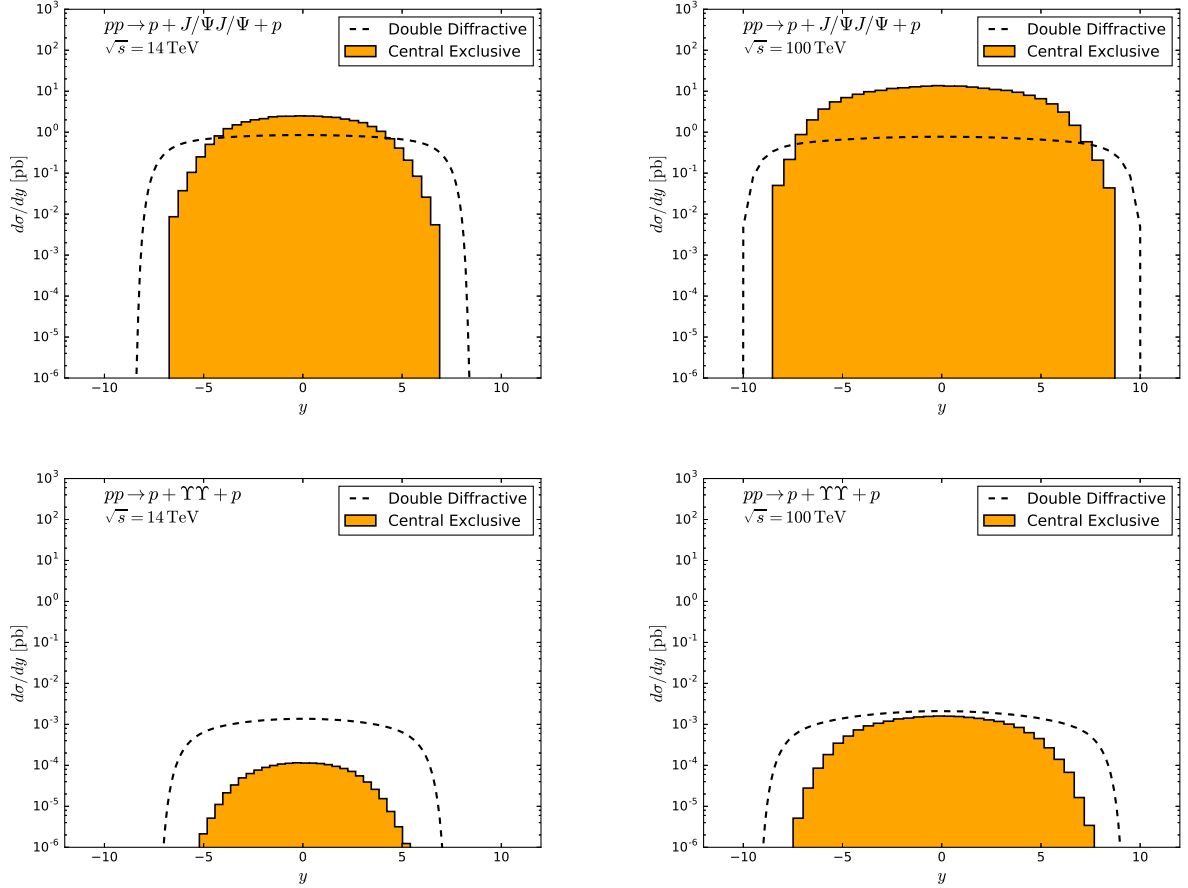 pp → p + J/Ψ J/Ψ + p
√s = 14 TeV
Double Diffractive
Central Exclusive
10^3
10^2
10^1
10^0
10^−1
10^−2
10^−3
10^−4
10^−5
10^−6
dσ/dy [pb]
−10 −5 0 5 10
y
pp → p + J/Ψ J/Ψ + p
√s = 100 TeV
Double Diffractive
Central Exclusive
10^3
10^2
10^1
10^0
10^−1
10^−2
10^−3
10^−4
10^−5
10^−6
dσ/dy [pb]
−10 −5 0 5 10
y
pp → p + ΥΥ + p
√s = 14 TeV
Double Diffractive
Central Exclusive
10^3
10^2
10^1
10^0
10^−1
10^−2
10^−3
10^−4
10^−5
10^−6
dσ/dy [pb]
−10 −5 0 5 10
y
pp → p + ΥΥ + p
√s = 100 TeV
Double Diffractive
Central Exclusive
10^3
10^2
10^1
10^0
10^−1
10^−2
10^−3
10^−4
10^−5
10^−6
dσ/dy [pb]
−10 −5 0 5 10
y